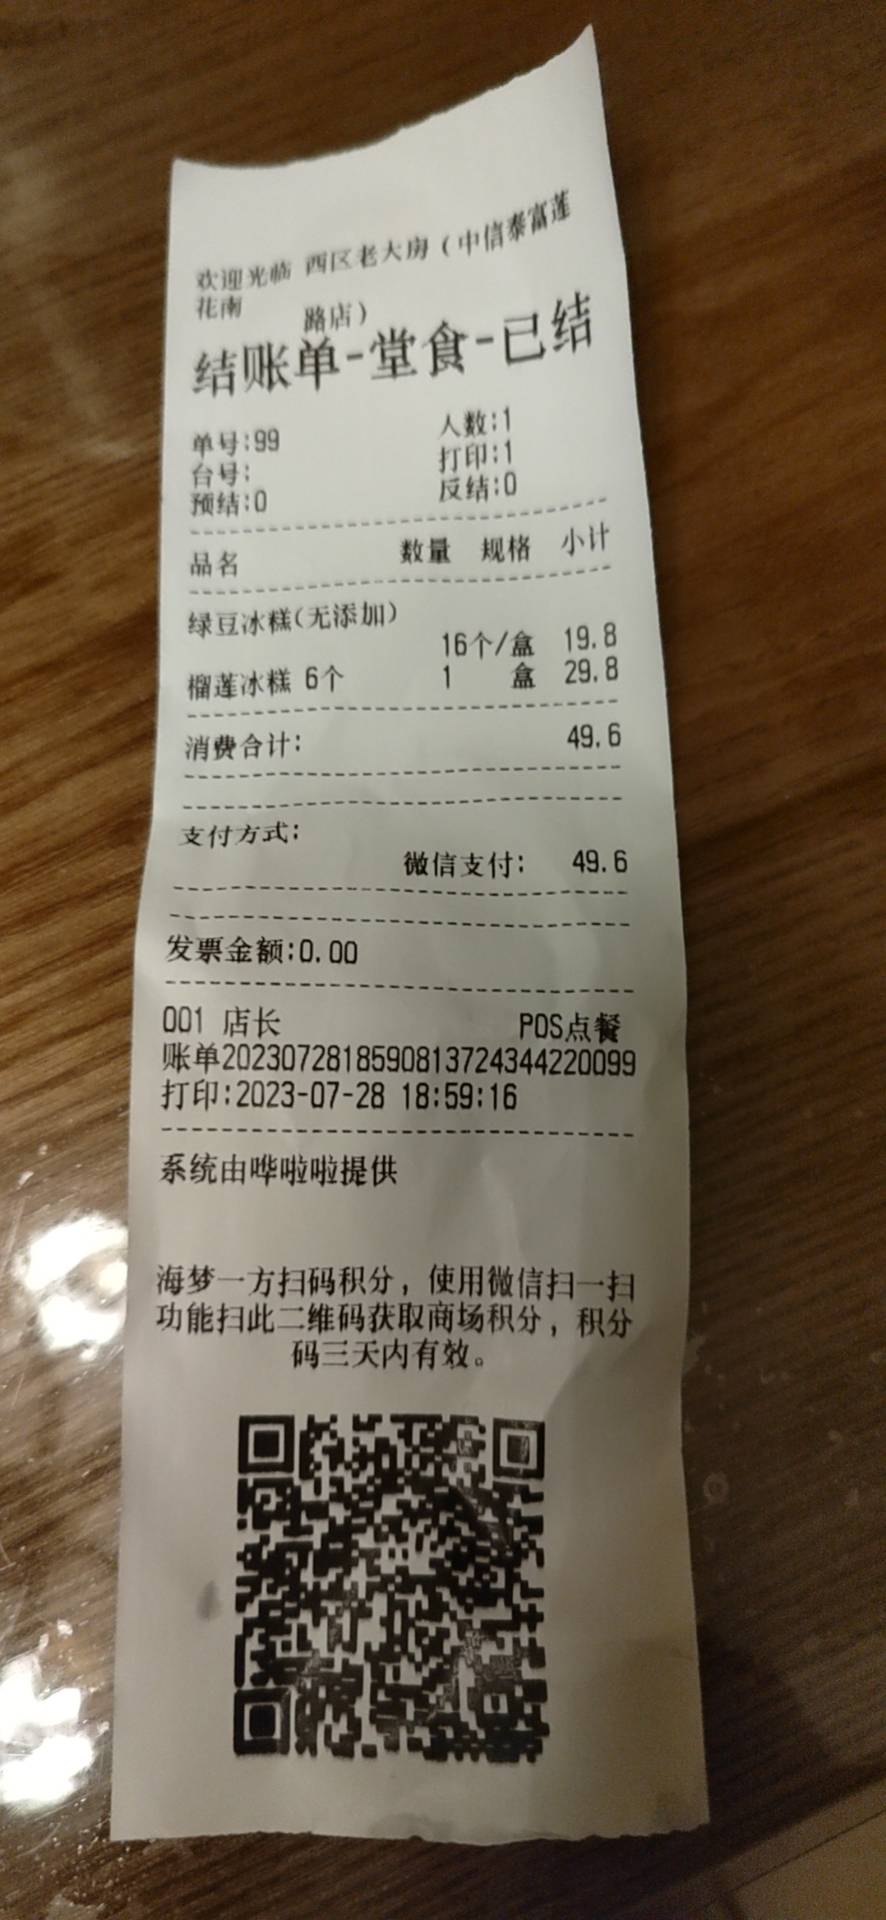 欢迎光临 西区老大房（中信泰富莲
花南 路店）
结账单-堂食-已结
单号:99 人数:1
台号: 打印:1
预结:0 反结:0
品名 数量 规格 小计
绿豆冰糕(无添加)
16个/盒 19.8
榴莲冰糕 6个 1 盒 29.8
消费合计: 49.6
支付方式:
微信支付: 49.6
发票金额:0.00
001 店长 POS点餐
账单20230728185908137243442200​99
打印:2023-07-28 18:59:16
系统由哗啦啦提供
海梦一方扫码积分，使用微信扫一扫
功能扫此二维码获取商场积分，积分
码三天内有效。